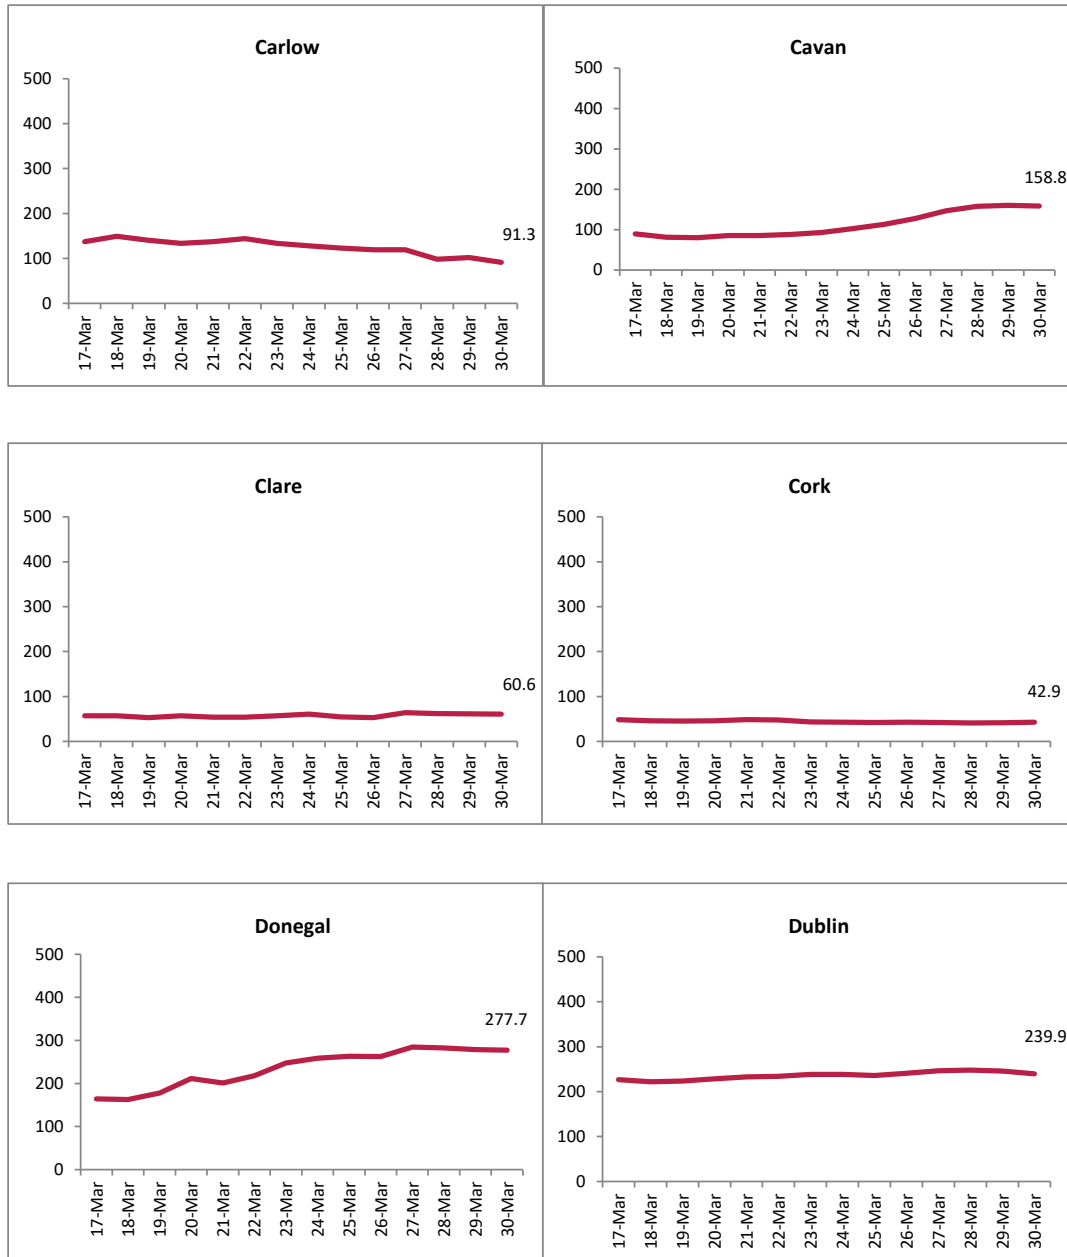 Carlow
500
400
300
200
100
0
91.3
17-Mar
18-Mar
19-Mar
20-Mar
21-Mar
22-Mar
23-Mar
24-Mar
25-Mar
26-Mar
27-Mar
28-Mar
29-Mar
30-Mar
Cavan
500
400
300
200
100
0
158.8
17-Mar
18-Mar
19-Mar
20-Mar
21-Mar
22-Mar
23-Mar
24-Mar
25-Mar
26-Mar
27-Mar
28-Mar
29-Mar
30-Mar
Clare
500
400
300
200
100
0
60.6
17-Mar
18-Mar
19-Mar
20-Mar
21-Mar
22-Mar
23-Mar
24-Mar
25-Mar
26-Mar
27-Mar
28-Mar
29-Mar
30-Mar
Cork
500
400
300
200
100
0
42.9
17-Mar
18-Mar
19-Mar
20-Mar
21-Mar
22-Mar
23-Mar
24-Mar
25-Mar
26-Mar
27-Mar
28-Mar
29-Mar
30-Mar
Donegal
500
400
300
200
100
0
277.7
17-Mar
18-Mar
19-Mar
20-Mar
21-Mar
22-Mar
23-Mar
24-Mar
25-Mar
26-Mar
27-Mar
28-Mar
29-Mar
30-Mar
Dublin
500
400
300
200
100
0
239.9
17-Mar
18-Mar
19-Mar
20-Mar
21-Mar
22-Mar
23-Mar
24-Mar
25-Mar
26-Mar
27-Mar
28-Mar
29-Mar
30-Mar